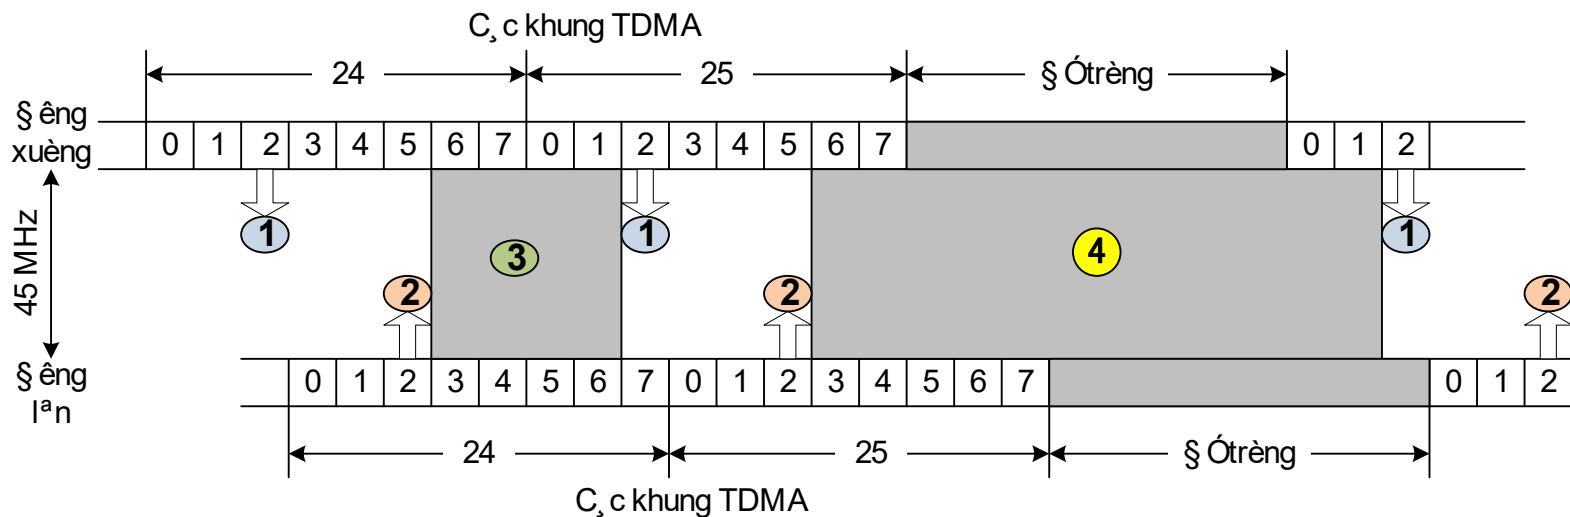 C¸c khung TDMA
24 25 §Ótrèng
§êng
xuèng
0 1 2 3 4 5 6 7 0 1 2 3 4 5 6 7 0 1 2
1 1 1
45 MHz
3 4
2 2 2
§êng
lªn
0 1 2 3 4 5 6 7 0 1 2 3 4 5 6 7 0 1 2
24 25 §Ótrèng
C¸c khung TDMA